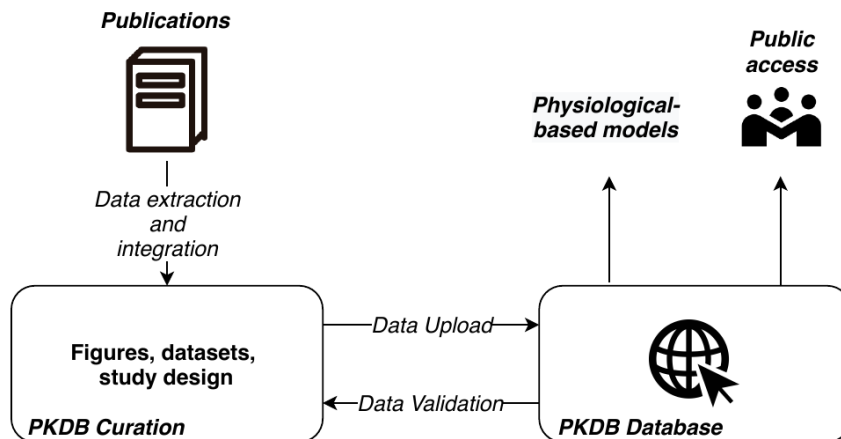 Publications
Data extraction
and
integration
Figures, datasets,
study design
PKDB Curation
Data Upload
Data Validation
Physiological-
based models
Public
access
PKDB Database